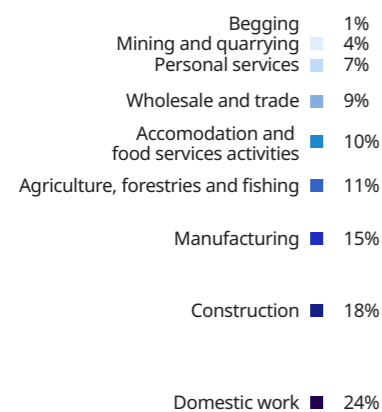 Begging 1%
Mining and quarrying 4%
Personal services 7%
Wholesale and trade 9%
Accomodation and
food services activities 10%
Agriculture, forestries and fishing 11%
Manufacturing 15%
Construction 18%
Domestic work 24%